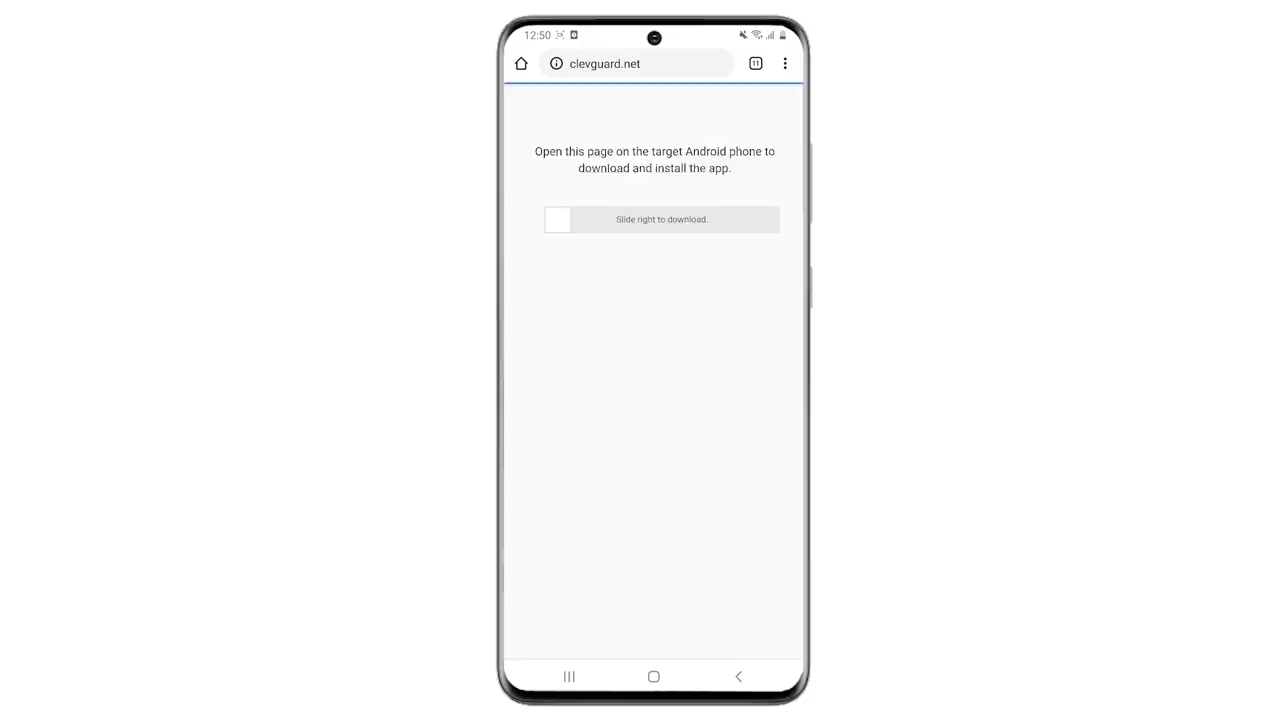 12:50
clevguard.net
11
Open this page on the target Android phone to
download and install the app.
Slide right to download.